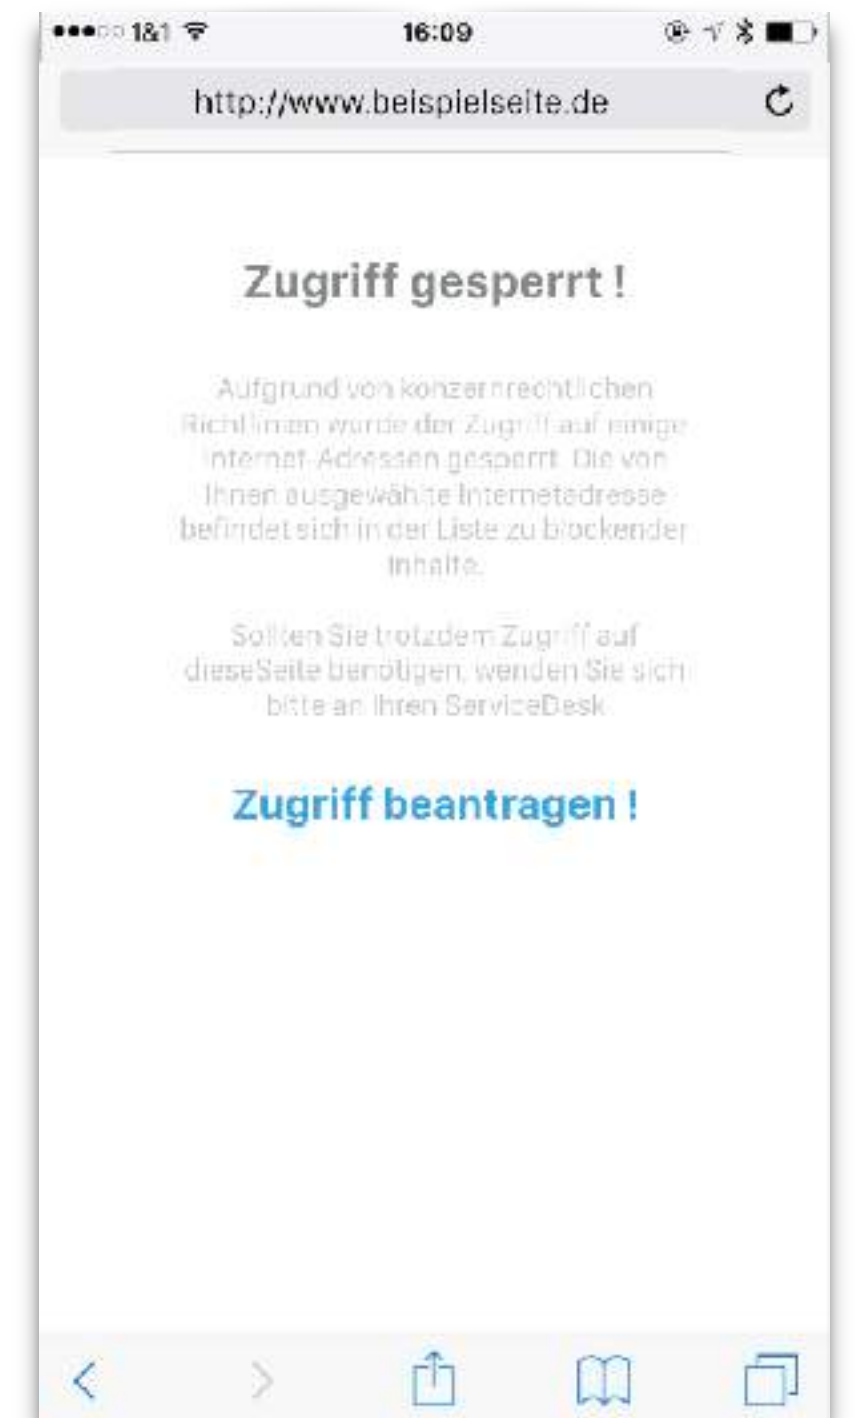 1&1 16:09
http://www.beispielseite.de
Zugriff gesperrt !
Aufgrund von konzernrechtlichen
Richtlinien wurde der Zugriff auf einige
Internet-Adressen gesperrt. Die von
Ihnen ausgewählte Internetadresse
befindet sich in der Liste zu blockender
Inhalte.
Sollten Sie trotzdem Zugriff auf
dieseSeite benötigen, wenden Sie sich
bitte an Ihren ServiceDesk
Zugriff beantragen !